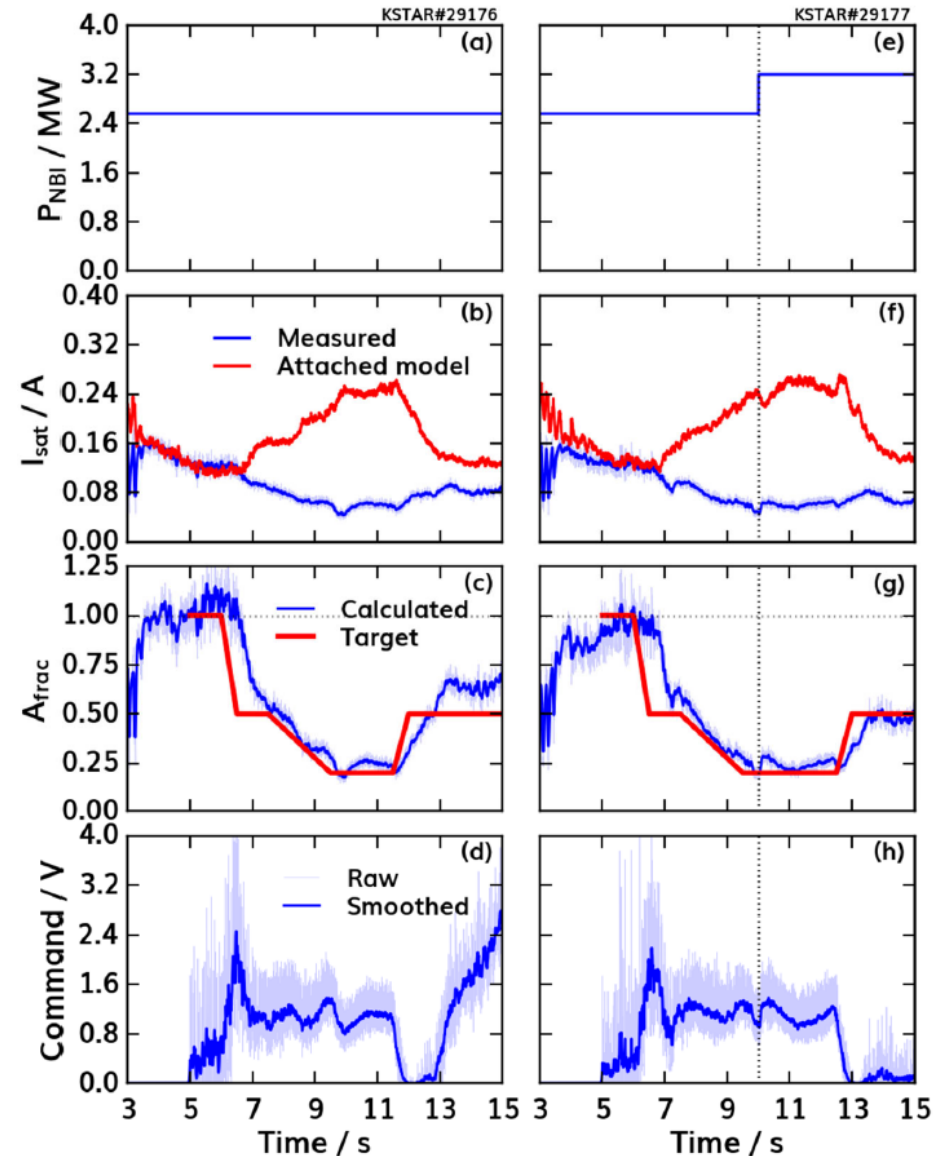 KSTAR#29176
KSTAR#29177
4.0
3.2
2.4
1.6
0.8
0.0
P_NBI / MW
(a)
(e)
0.40
0.32
0.24
0.16
0.08
0.00
I_sat / A
(b)
Measured
Attached model
(f)
1.25
1.00
0.75
0.50
0.25
0.00
A_frac
(c)
Calculated
Target
(g)
4.0
3.2
2.4
1.6
0.8
0.0
Command / V
(d)
Raw
Smoothed
(h)
3 5 7 9 11 13 15
3 5 7 9 11 13 15
Time / s
Time / s